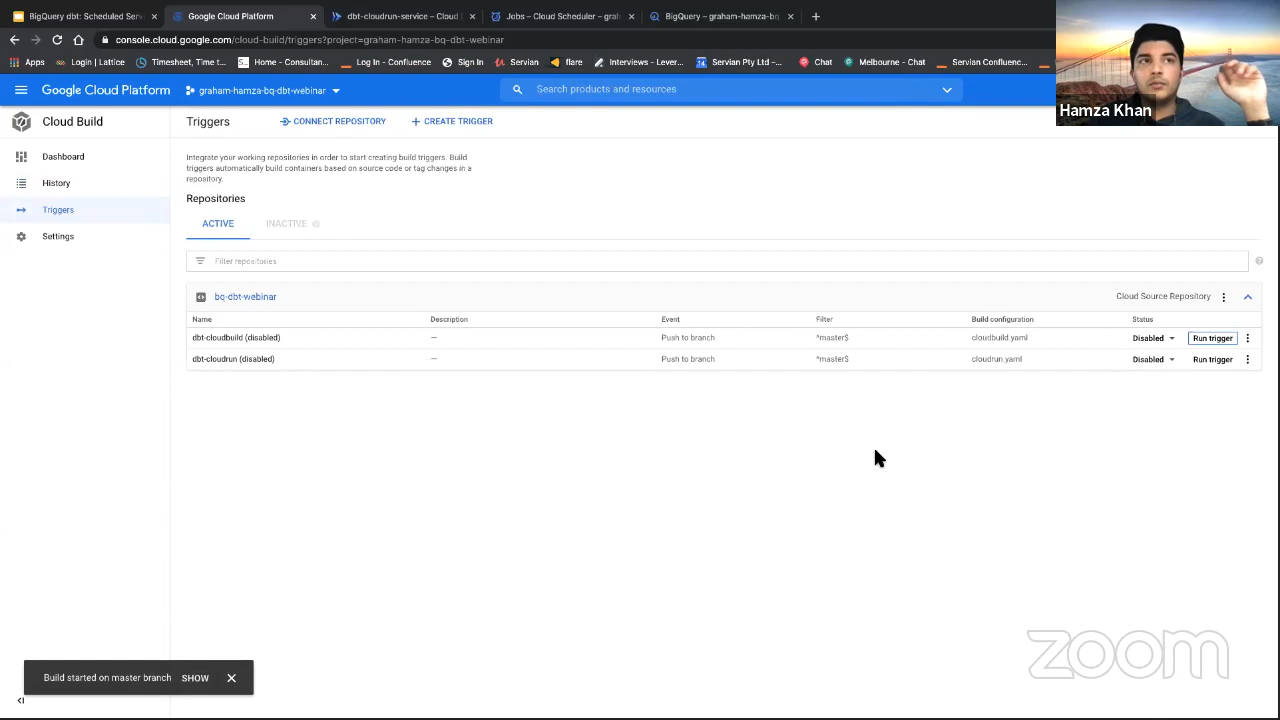 BigQuery dbt: Scheduled Ser
Google Cloud Platform
dbt-cloudrun-service – Cloud
Jobs – Cloud Scheduler – grah
BigQuery – graham-hamza-bq
console.cloud.google.com/cloud-build/triggers?project=graham-hamza-bq-dbt-webinar
Apps
Login | Lattice
Timesheet, Time t...
Home - Consultan...
Log In - Confluence
Sign In
Servian
flare
Interviews - Lever...
Servian Pty Ltd -...
Chat
Melbourne - Chat
Servian Confluenc...
Google Cloud Platform
graham-hamza-bq-dbt-webinar
Search products and resources
Hamza Khan
Cloud Build
Triggers
CONNECT REPOSITORY
CREATE TRIGGER
Dashboard
History
Triggers
Settings
Integrate your working repositories in order to start creating build triggers. Build
triggers automatically build containers based on source code or tag changes in a
repository.
Repositories
ACTIVE
INACTIVE
Filter repositories
bq-dbt-webinar
Cloud Source Repository
Name Description Event Filter Build configuration Status
dbt-cloudbuild (disabled) — Push to branch ^master$ cloudbuild.yaml Disabled Run trigger
dbt-cloudrun (disabled) — Push to branch ^master$ cloudrun.yaml Disabled Run trigger
Build started on master branch SHOW
zoom